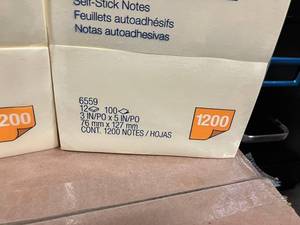 Self-Stick Notes
Feuillets autoadhésifs
Notas autoadhesivas
6559
12 100
3 IN/PO x 5 IN/PO
76 mm x 127 mm
CONT. 1200 NOTES / HOJAS
1200
200